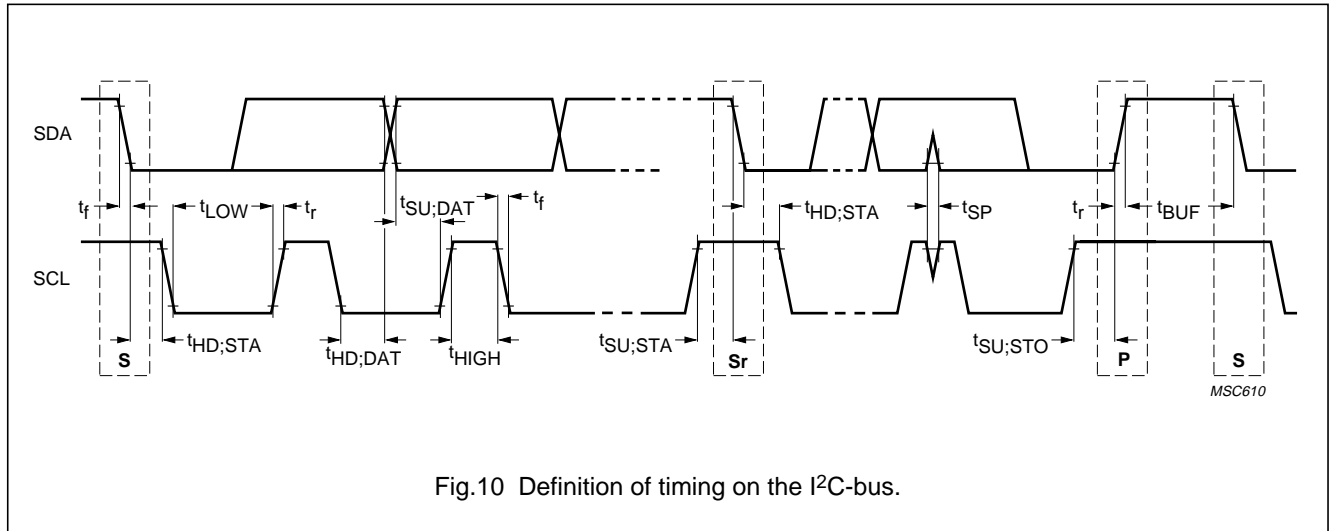 SDA
t_f
t_LOW
t_r
t_SU;DAT
t_f
t_HD;STA
t_SP
t_r
t_BUF
SCL
S
t_HD;STA
t_HD;DAT
t_HIGH
t_SU;STA
Sr
t_SU;STO
P
S
MSC610
Fig.10 Definition of timing on the I²C-bus.